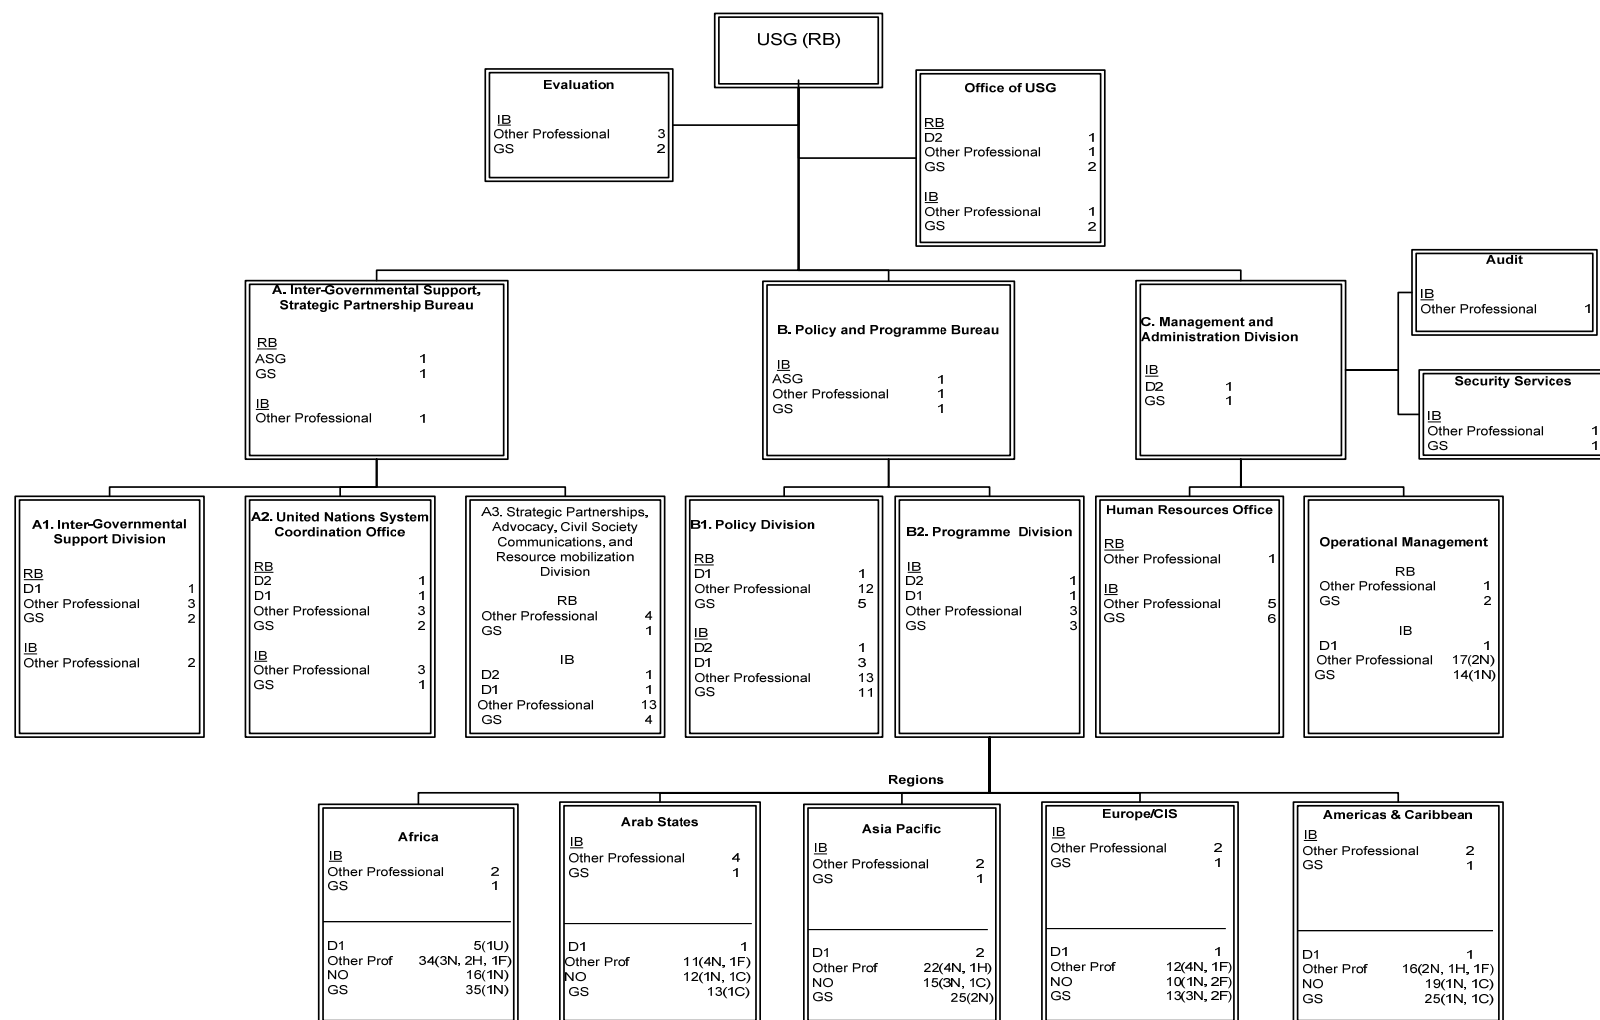 USG (RB)
Evaluation
IB
Other Professional 3
GS 2
Office of USG
RB
D2 1
Other Professional 1
GS 2
IB
Other Professional 1
GS 2
A. Inter-Governmental Support,
Strategic Partnership Bureau
RB
ASG 1
GS 1
IB
Other Professional 1
B. Policy and Programme Bureau
IB
ASG 1
Other Professional 1
GS 1
C. Management and
Administration Division
IB
D2 1
GS 1
Audit
IB
Other Professional 1
Security Services
IB
Other Professional 1
GS 1
A1. Inter-Governmental
Support Division
RB
D1 1
Other Professional 3
GS 2
IB
Other Professional 2
A2. United Nations System
Coordination Office
RB
D2 1
D1 1
Other Professional 3
GS 2
IB
Other Professional 3
GS 1
A3. Strategic Partnerships,
Advocacy, Civil Society
Communications, and
Resource mobilization
Division
RB
Other Professional 4
GS 1
IB
D2 1
D1 1
Other Professional 13
GS 4
B1. Policy Division
RB
D1 1
Other Professional 12
GS 5
IB
D2 1
D1 3
Other Professional 13
GS 11
B2. Programme Division
IB
D2 1
D1 1
Other Professional 3
GS 3
Human Resources Office
RB
Other Professional 1
IB
Other Professional 5
GS 6
Operational Management
RB
Other Professional 1
GS 2
IB
D1 1
Other Professional 17(2N)
GS 14(1N)
Regions
Africa
IB
Other Professional 2
GS 1
D1 5(1U)
Other Prof 34(3N, 2H, 1F)
NO 16(1N)
GS 35(1N)
Arab States
IB
Other Professional 4
GS 1
D1 1
Other Prof 11(4N, 1F)
NO 12(1N, 1C)
GS 13(1C)
Asia Pacific
IB
Other Professional 2
GS 1
D1 2
Other Prof 22(4N, 1H)
NO 15(3N, 1C)
GS 25(2N)
Europe/CIS
IB
Other Professional 2
GS 1
D1 1
Other Prof 12(4N, 1F)
NO 10(1N, 2F)
GS 13(3N, 2F)
Americas & Caribbean
IB
Other Professional 2
GS 1
D1 1
Other Prof 16(2N, 1H, 1F)
NO 19(1N, 1C)
GS 25(1N, 1C)